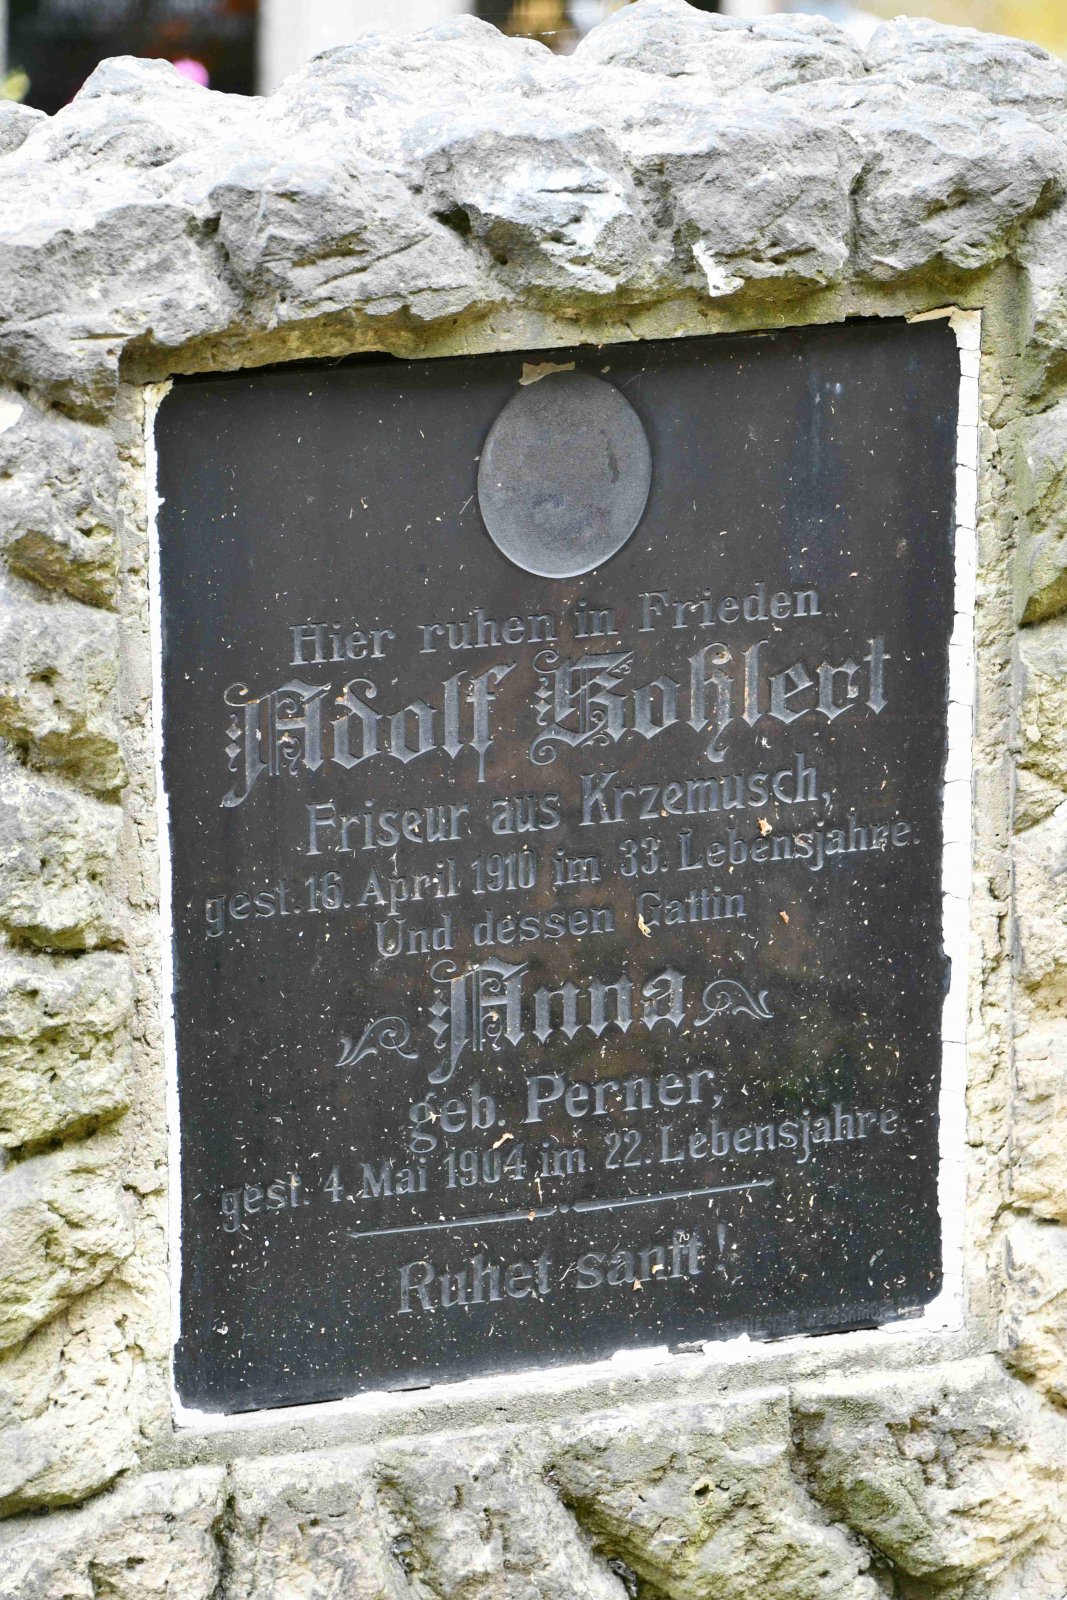 Hier ruhen in Frieden
Adolf Kohlert
Friseur aus Krzemusch,
gest. 16. April 1910 im 33. Lebensjahre.
Und dessen Gattin
Anna
geb. Perner,
gest. 4. Mai 1904 im 22. Lebensjahre.
Ruhet sanft!